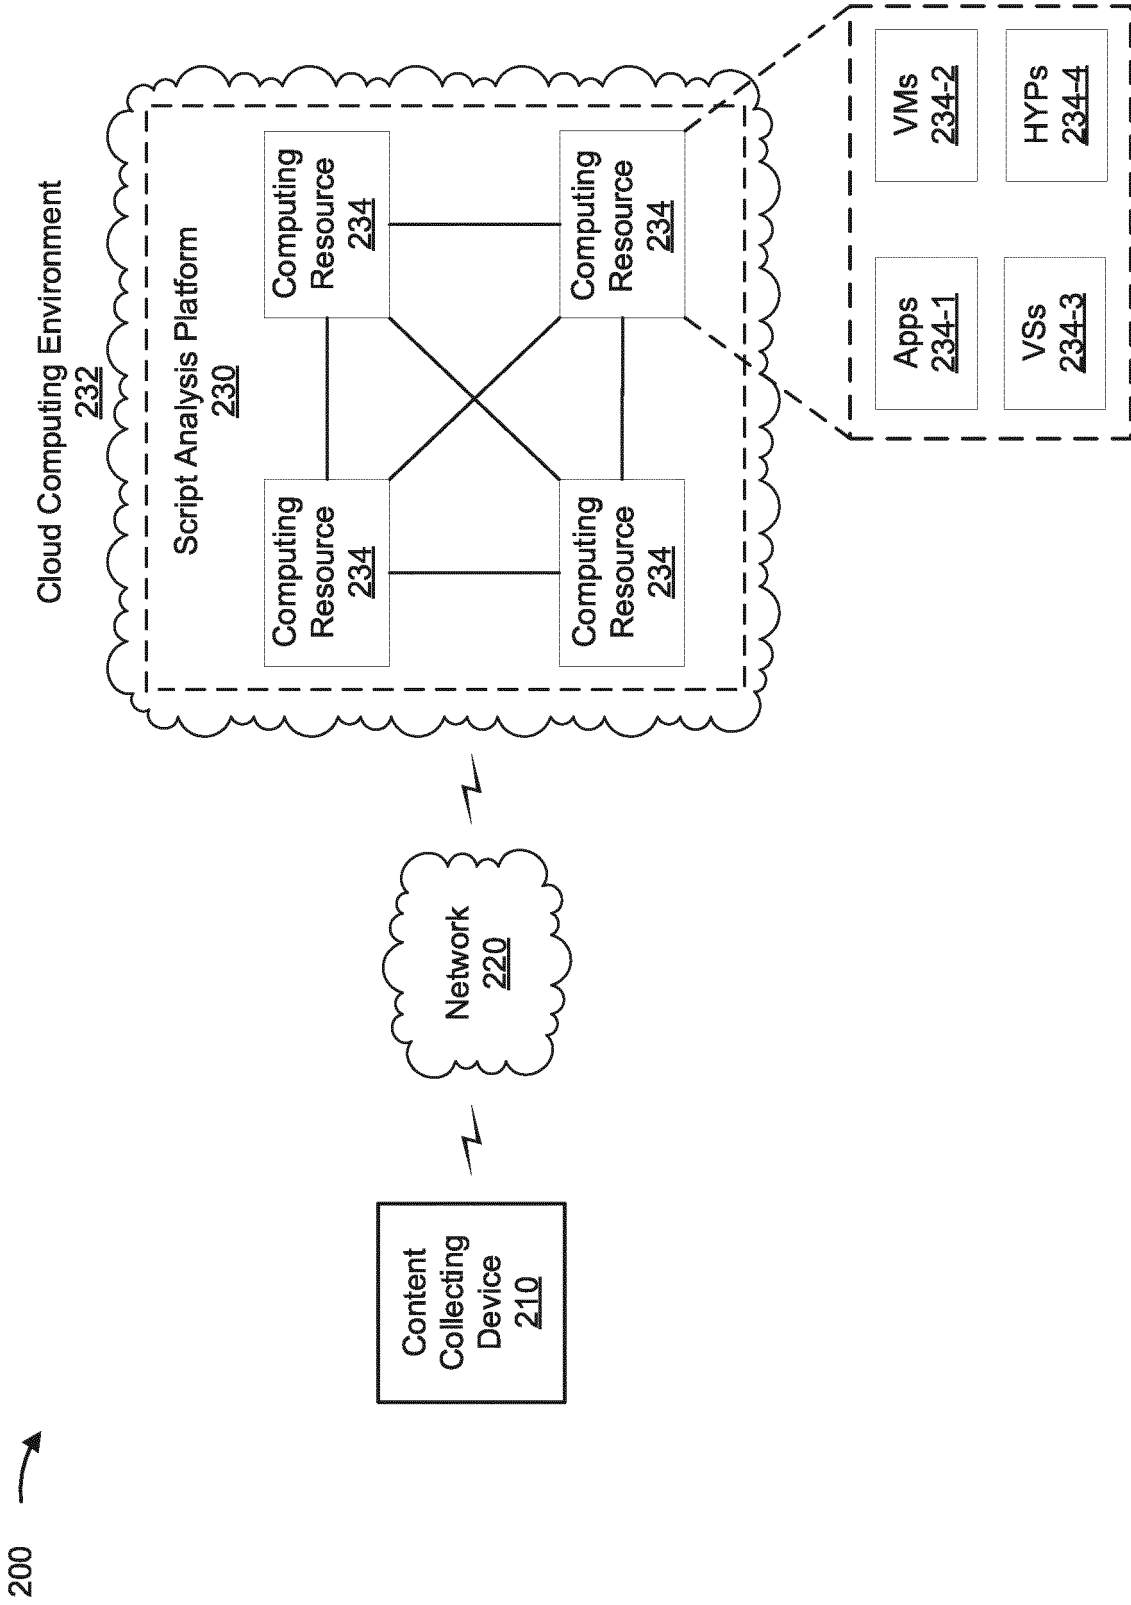 200
Cloud Computing Environment
232
Script Analysis Platform
230
Computing
Resource
234
Computing
Resource
234
Computing
Resource
234
Computing
Resource
234
Content
Collecting
Device
210
Network
220
Apps
234-1
VMs
234-2
VSs
234-3
HYPs
234-4